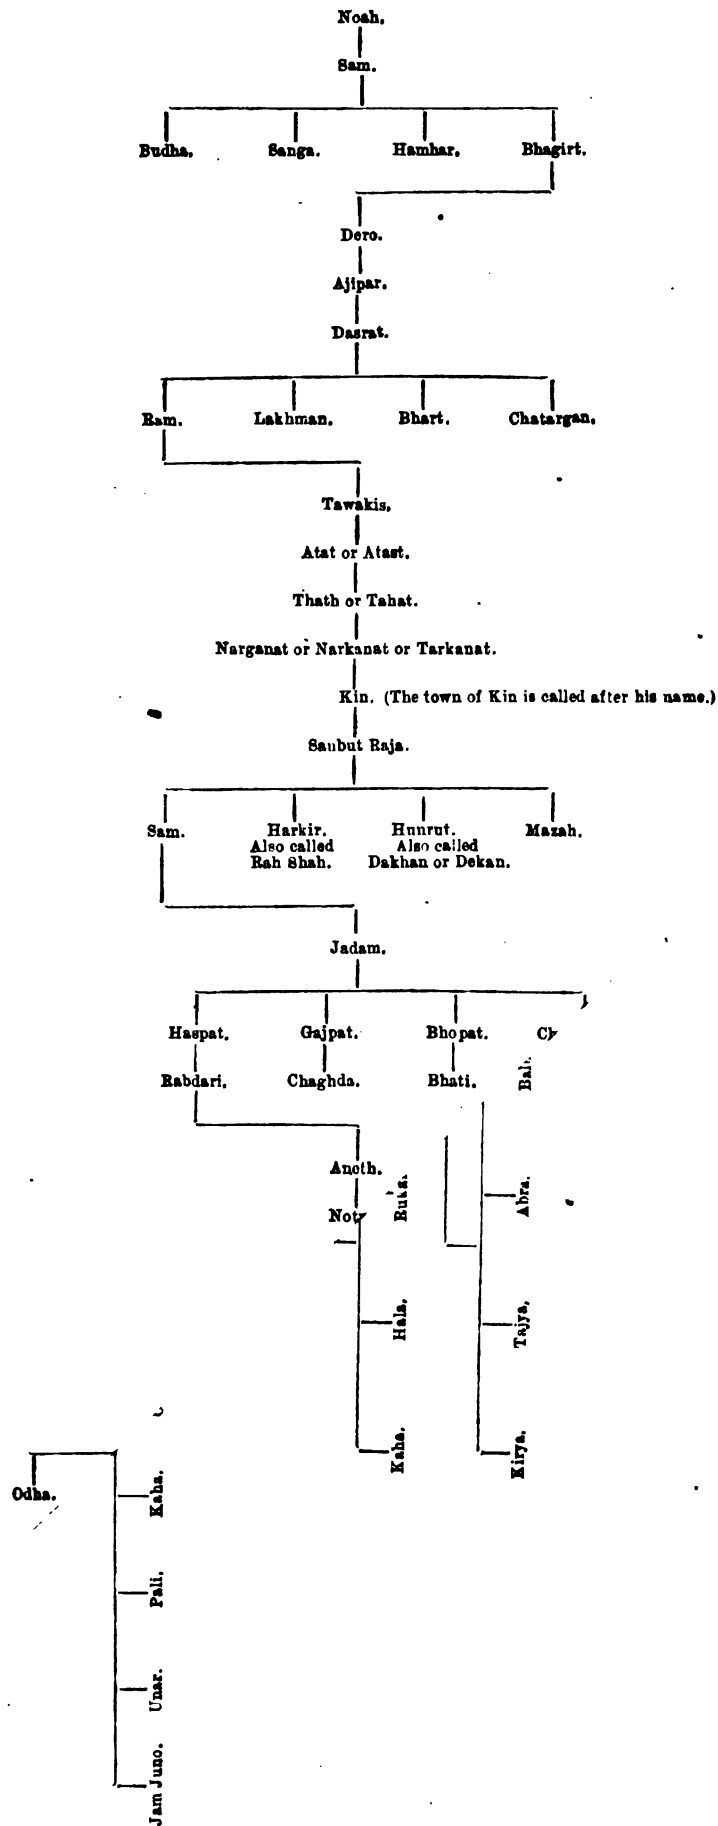 Noah.
Sam.
Budha. Sanga. Hamhar. Bhagirt.
Dero.
Ajipar.
Dasrat.
Ram. Lakhman. Bhart. Chatargan.
Tawakis.
Atat or Atast.
Thath or Tahat.
Narganat or Narkanat or Tarkanat.
Kin. (The town of Kin is called after his name.)
Sanbut Raja.
Sam. Harkir. Hunrut. Mazah.
Also called Also called
Rah Shah. Dakhan or Dekan.
Jadam.
Haspat. Gajpat. Bhopat.
Rabdari. Chaghda. Bhati.
Aneth.
Abra.
Hala.
Tajya.
Kaha.
Kirya.
Odha.
Kaha.
Pali.
Unar.
Jam Juno.